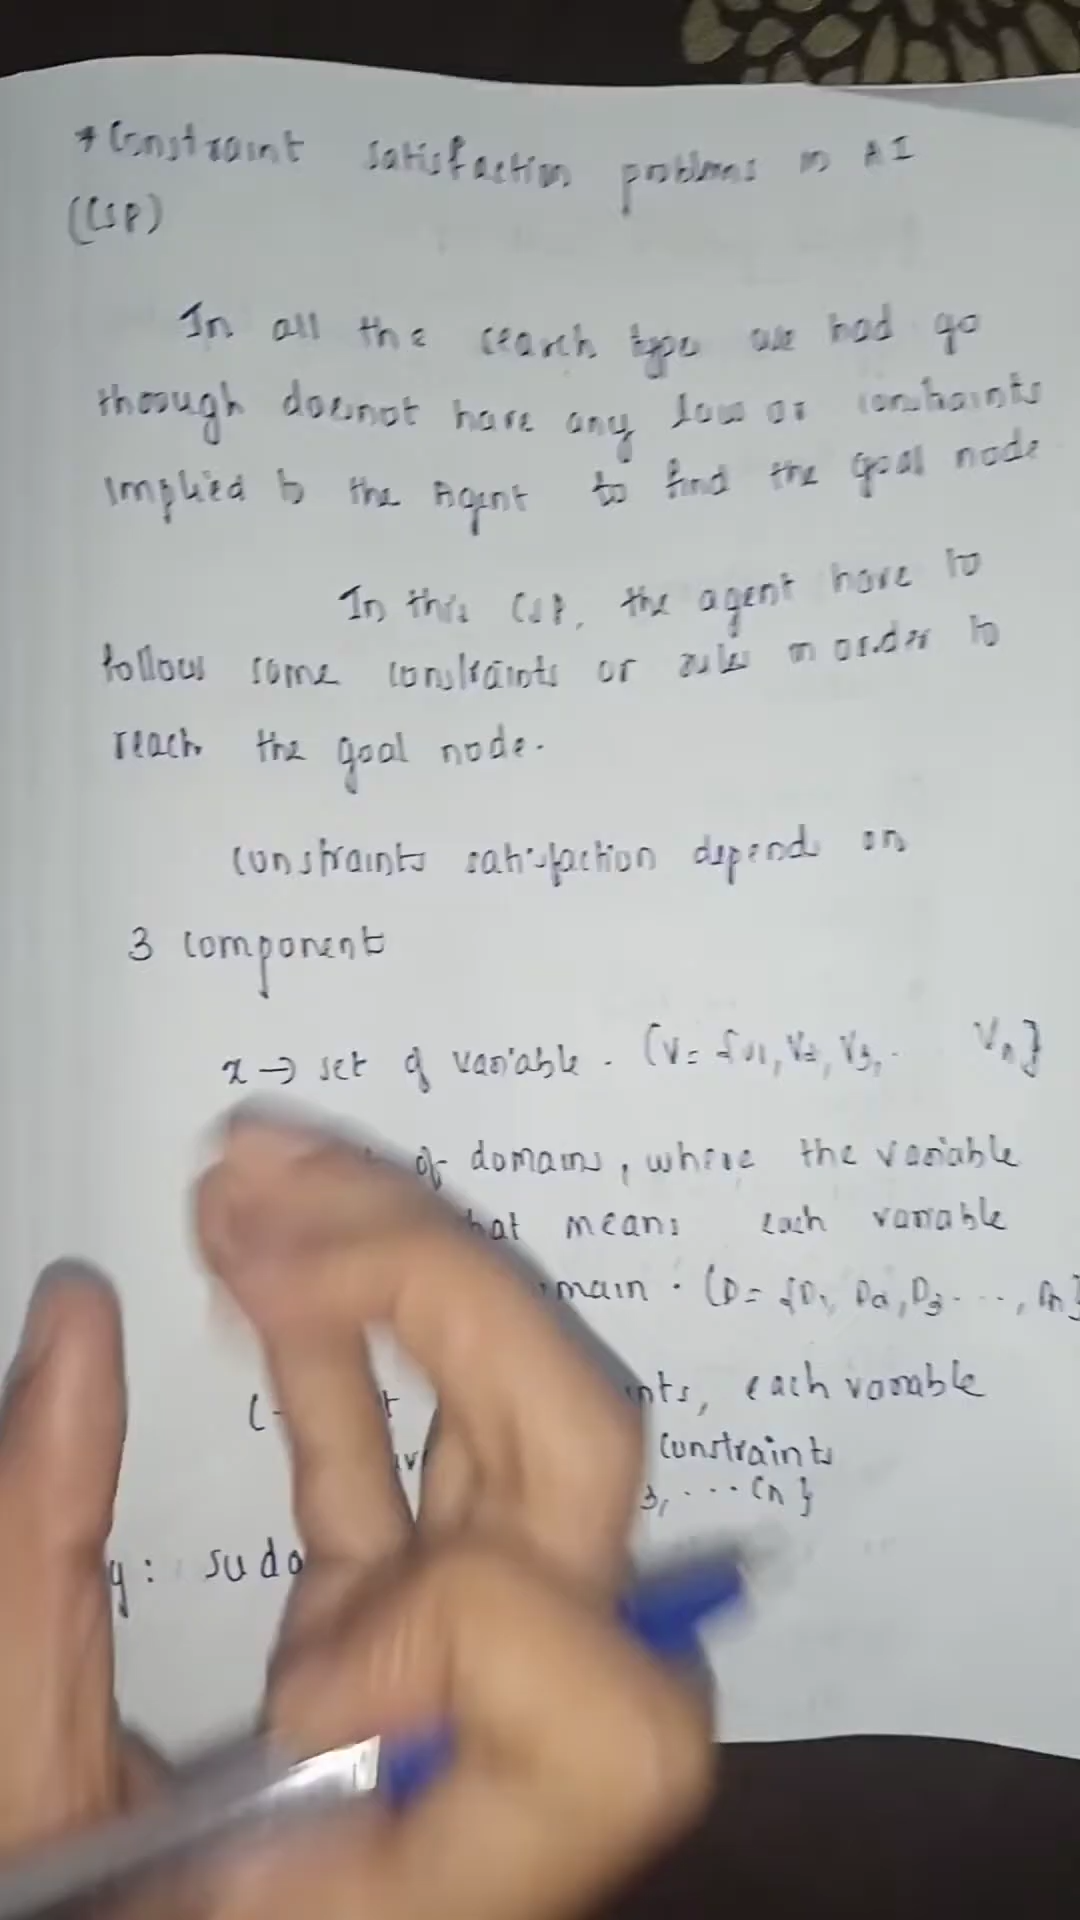 * Constraint satisfaction problems in AI
(CSP)
In all the search type we had go
through doesnot have any law or constraints
implied to the Agent to find the goal node
In this CSP, the agent have to
follow some constraints or rules in order to
reach the goal node.
constraints satisfaction depends on
3 component
x → set of variable. (V= {v1, V2, V3, . Vn}
of domains, where the variable
hat means each variable
main . (D= {D1, D2, D3 ..., Dn}
nts, each variable
constraints
3, ... Cn}
g: sudo